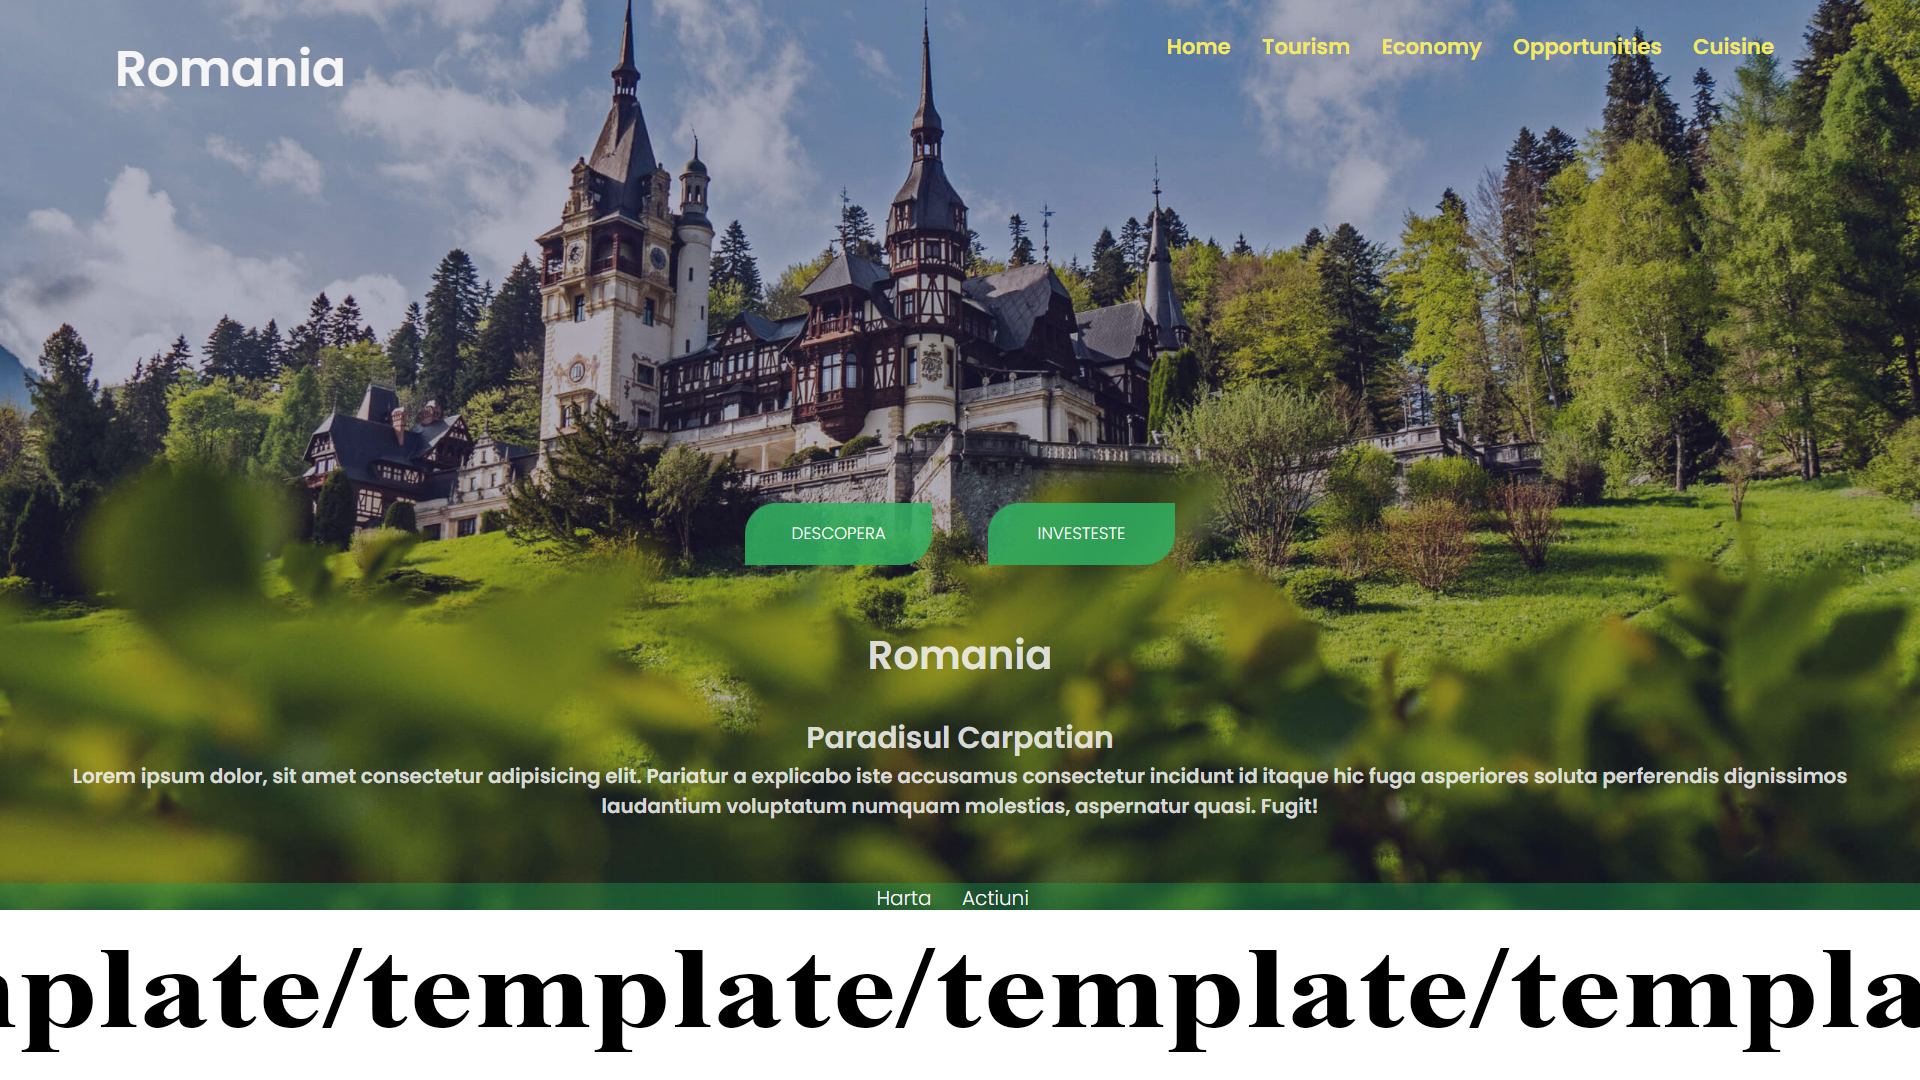 Romania
Home Tourism Economy Opportunities Cuisine
DESCOPERA INVESTESTE
Romania
Paradisul Carpatian
Lorem ipsum dolor, sit amet consectetur adipisicing elit. Pariatur a explicabo iste accusamus consectetur incidunt id itaque hic fuga asperiores soluta perferendis dignissimos
laudantium voluptatum numquam molestias, aspernatur quasi. Fugit!
Harta Actiuni
mplate/template/template/templa